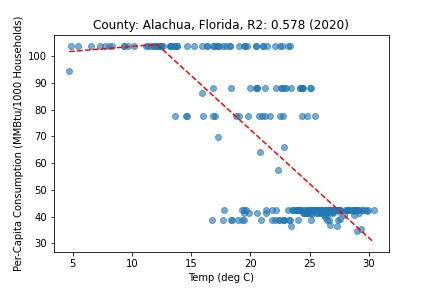 County: Alachua, Florida, R2: 0.578 (2020)
Per-Capita Consumption (MMBtu/1000 Households)
100
90
80
70
60
50
40
30
5 10 15 20 25 30
Temp (deg C)